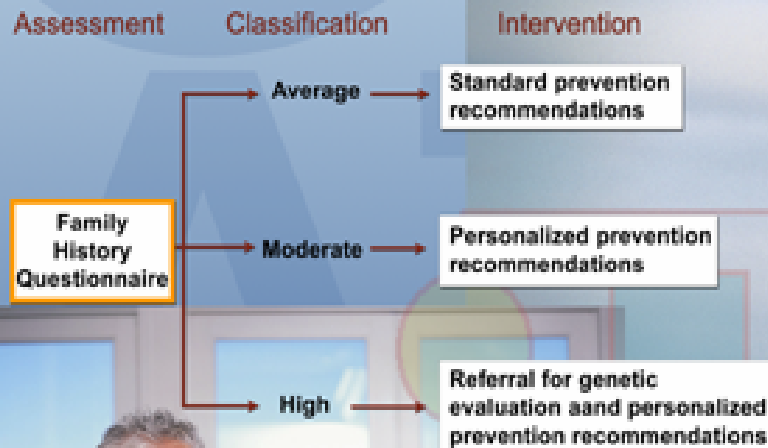 Assessment Classification Intervention
Average
Standard prevention
recommendations
Family
History
Questionnaire
Moderate
Personalized prevention
recommendations
High
Referral for genetic
evaluation aand personalized
prevention recommendations